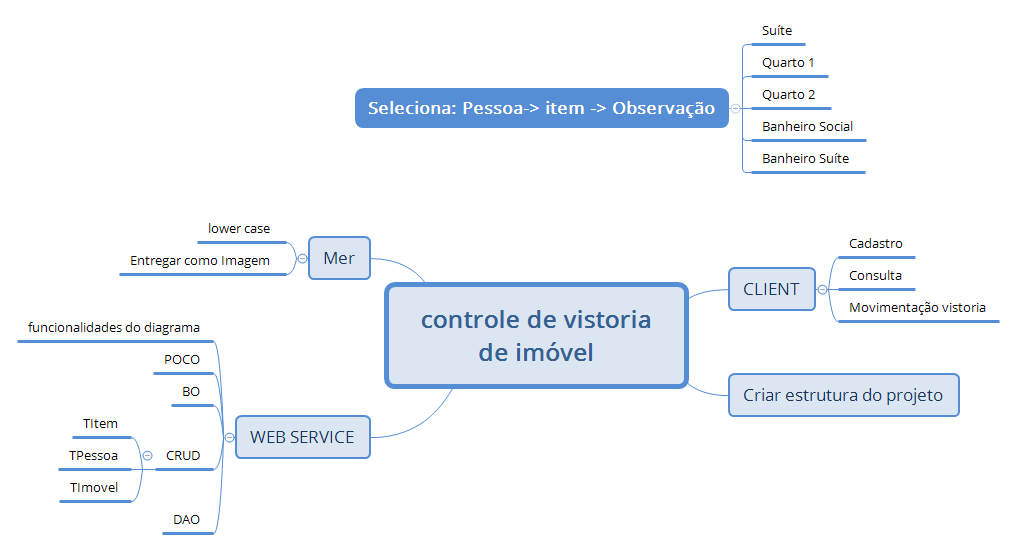 Suíte
Quarto 1
Quarto 2
Seleciona: Pessoa-> item -> Observação
Banheiro Social
Banheiro Suíte
lower case
Mer
Entregar como Imagem
Cadastro
CLIENT
Consulta
Movimentação vistoria
controle de vistoria
de imóvel
funcionalidades do diagrama
POCO
BO
Criar estrutura do projeto
WEB SERVICE
TItem
TPessoa
CRUD
TImovel
DAO